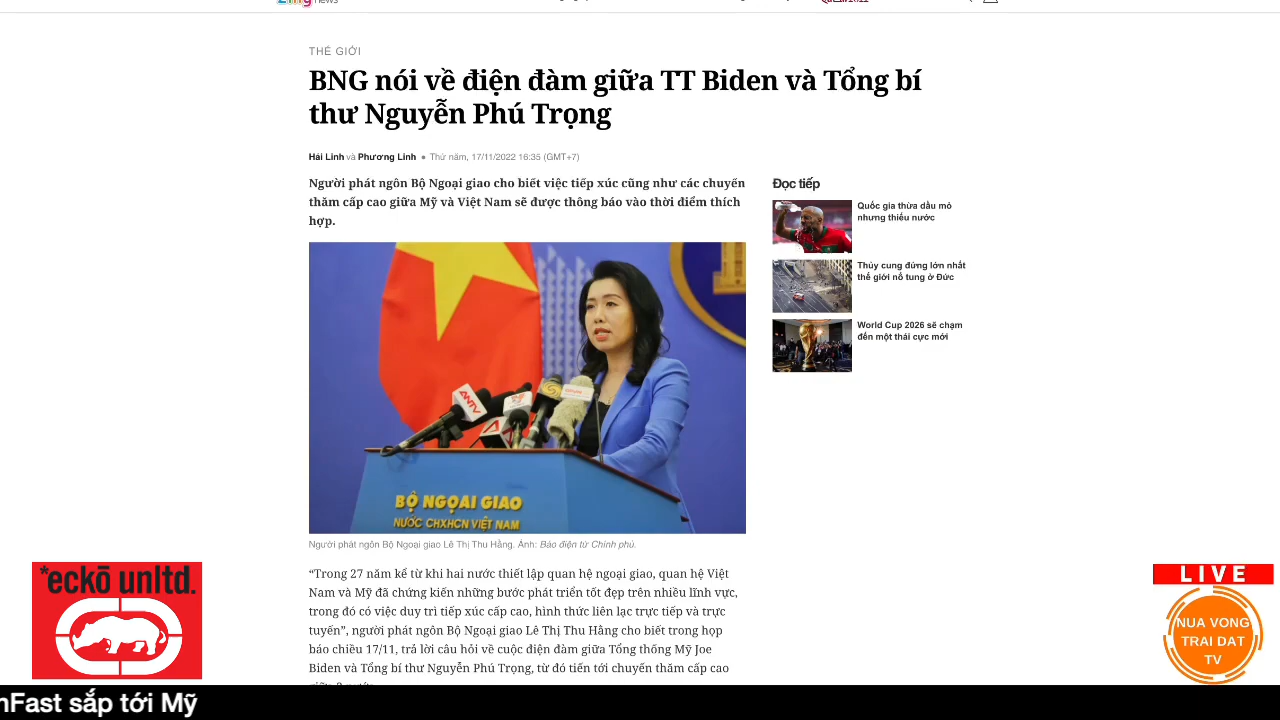 Zing news
THẾ GIỚI
BNG nói về điện đàm giữa TT Biden và Tổng bí
thư Nguyễn Phú Trọng
Hải Linh và Phương Linh • Thứ năm, 17/11/2022 16:35 (GMT+7)
Người phát ngôn Bộ Ngoại giao cho biết việc tiếp xúc cũng như các chuyến
thăm cấp cao giữa Mỹ và Việt Nam sẽ được thông báo vào thời điểm thích
hợp.
Đọc tiếp
Quốc gia thừa dầu mỏ
nhưng thiếu nước
Thủy cung đứng lớn nhất
thế giới nổ tung ở Đức
World Cup 2026 sẽ chạm
đến một thái cực mới
ANTV
BỘ NGOẠI GIAO
NƯỚC CHXHCN VIỆT NAM
Người phát ngôn Bộ Ngoại giao Lê Thị Thu Hằng. Ảnh: Báo điện tử Chính phủ.
“Trong 27 năm kể từ khi hai nước thiết lập quan hệ ngoại giao, quan hệ Việt
Nam và Mỹ đã chứng kiến những bước phát triển tốt đẹp trên nhiều lĩnh vực,
trong đó có việc duy trì tiếp xúc cấp cao, hình thức liên lạc trực tiếp và trực
tuyến”, người phát ngôn Bộ Ngoại giao Lê Thị Thu Hằng cho biết trong họp
báo chiều 17/11, trả lời câu hỏi về cuộc điện đàm giữa Tổng thống Mỹ Joe
Biden và Tổng bí thư Nguyễn Phú Trọng, từ đó tiến tới chuyến thăm cấp cao
*eckō unltd.
LIVE
NUA VONG
TRAI DAT
TV
nFast sắp tới Mỹ